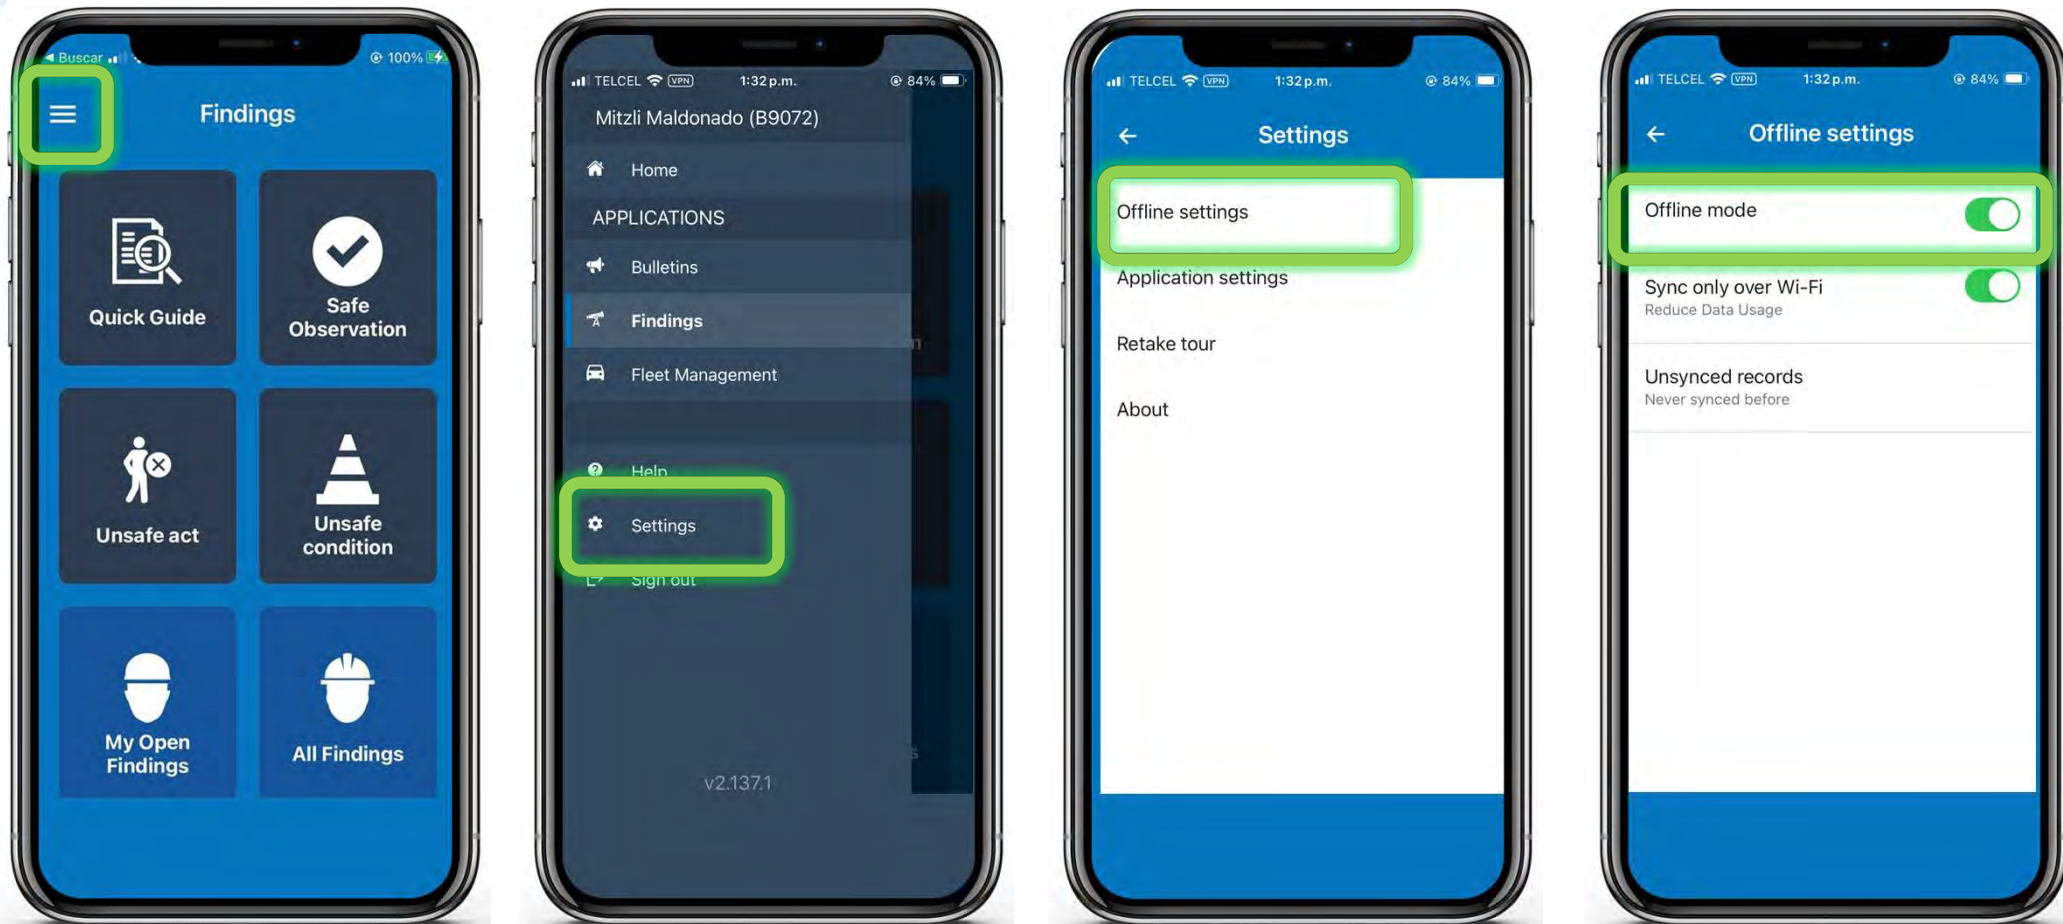 Buscar
100%
Findings
Quick Guide
Safe
Observation
Unsafe act
Unsafe
condition
My Open
Findings
All Findings
TELCEL VPN 1:32 p.m. 84%
Mitzli Maldonado (B9072)
Home
APPLICATIONS
Bulletins
Findings
Fleet Management
Help
Settings
Sign out
v2.137.1
TELCEL VPN 1:32 p.m. 84%
Settings
Offline settings
Application settings
Retake tour
About
TELCEL VPN 1:32 p.m. 84%
Offline settings
Offline mode
Sync only over Wi-Fi
Reduce Data Usage
Unsynced records
Never synced before